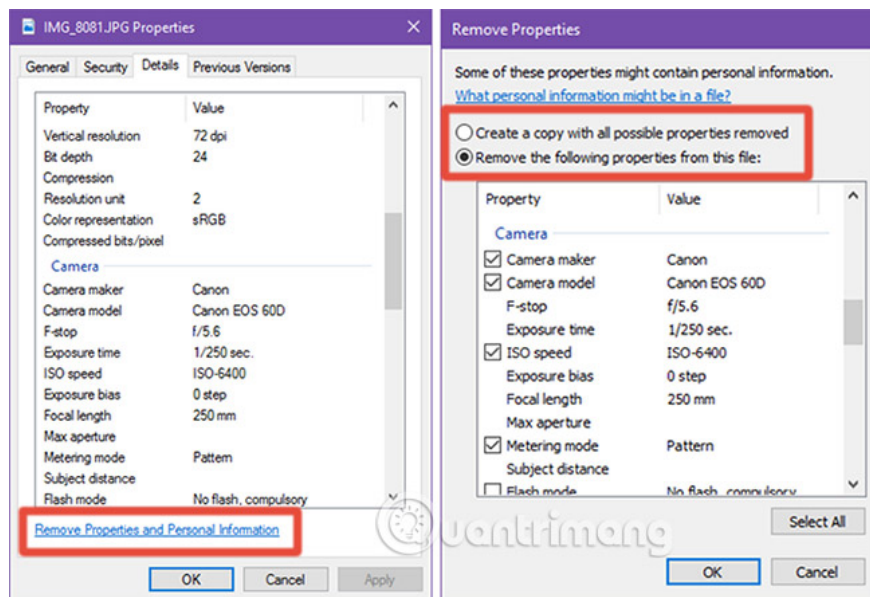 IMG_8081.JPG Properties
General Security Details Previous Versions
Property Value
Vertical resolution 72 dpi
Bit depth 24
Compression
Resolution unit 2
Color representation sRGB
Compressed bits/pixel
Camera
Camera maker Canon
Camera model Canon EOS 60D
F-stop f/5.6
Exposure time 1/250 sec.
ISO speed ISO-6400
Exposure bias 0 step
Focal length 250 mm
Max aperture
Metering mode Pattern
Subject distance
Flash mode No flash, compulsory
Remove Properties and Personal Information
OK Cancel Apply
Remove Properties
Some of these properties might contain personal information.
What personal information might be in a file?
Create a copy with all possible properties removed
Remove the following properties from this file:
Property Value
Camera
Camera maker Canon
Camera model Canon EOS 60D
F-stop f/5.6
Exposure time 1/250 sec.
ISO speed ISO-6400
Exposure bias 0 step
Focal length 250 mm
Max aperture
Metering mode Pattern
Subject distance
Flash mode No flash, compulsory
Select All
OK Cancel
Quantrimang